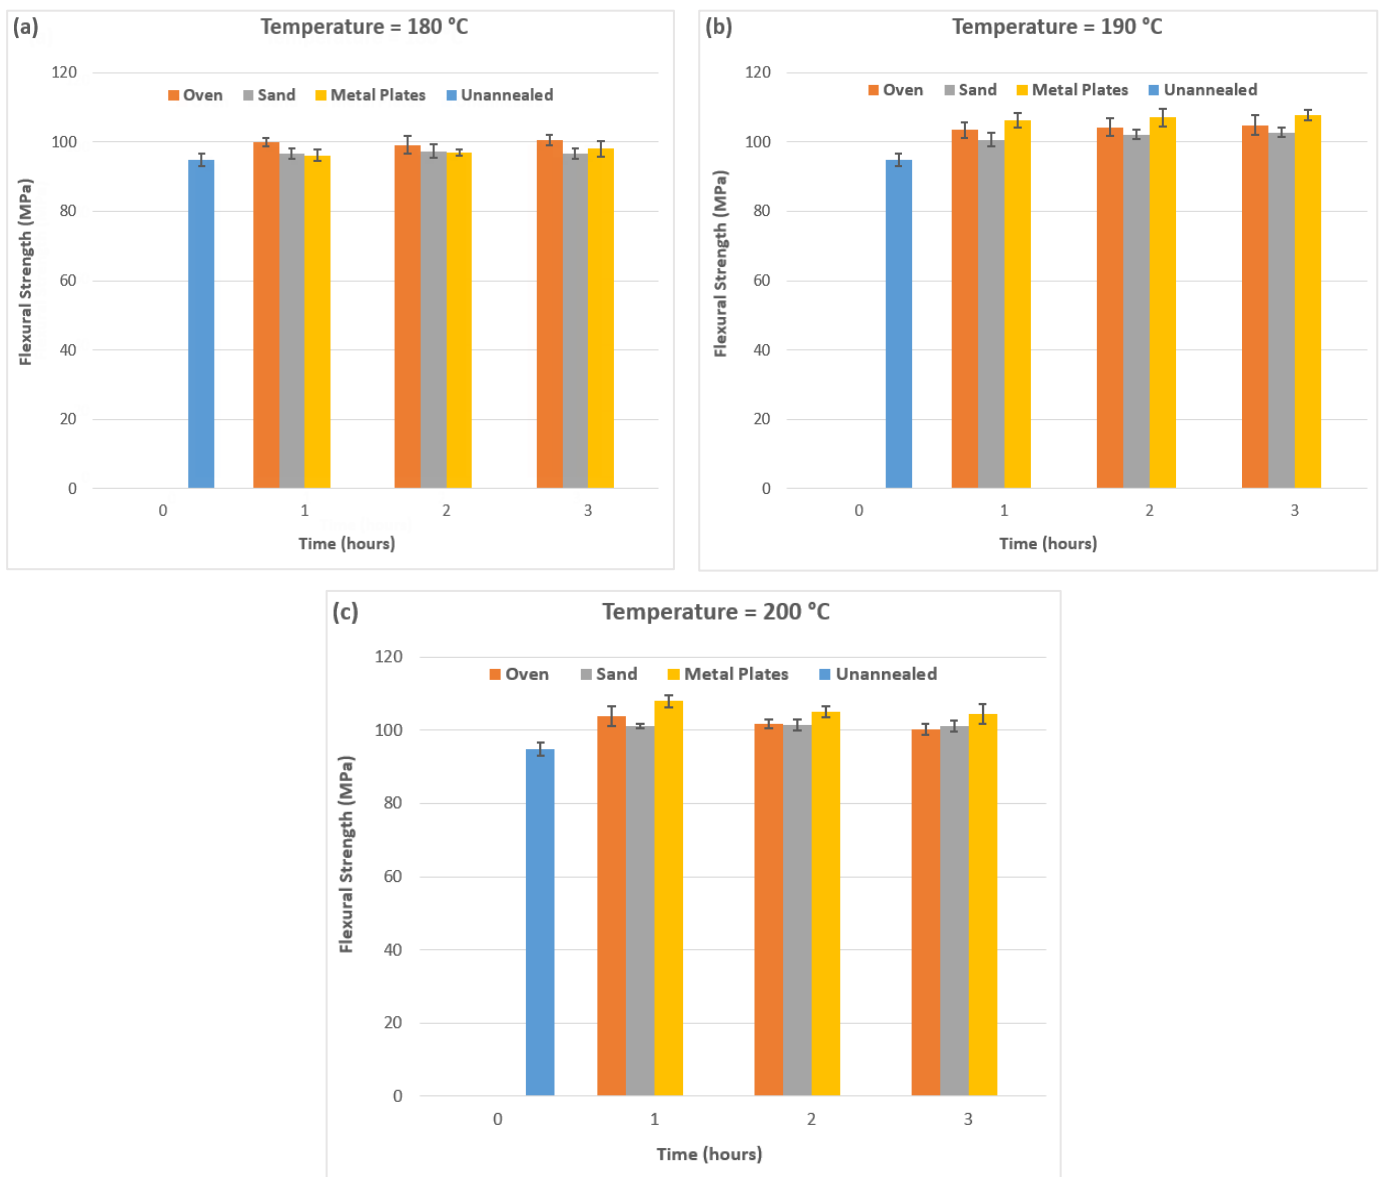 (a) Temperature = 180 °C
120
Oven Sand Metal Plates Unannealed
100
80
60
40
20
0
Flexural Strength (MPa)
0 1 2 3
Time (hours)
(b) Temperature = 190 °C
120
Oven Sand Metal Plates Unannealed
100
80
60
40
20
0
Flexural Strength (MPa)
0 1 2 3
Time (hours)
(c) Temperature = 200 °C
120
Oven Sand Metal Plates Unannealed
100
80
60
40
20
0
Flexural Strength (MPa)
0 1 2 3
Time (hours)